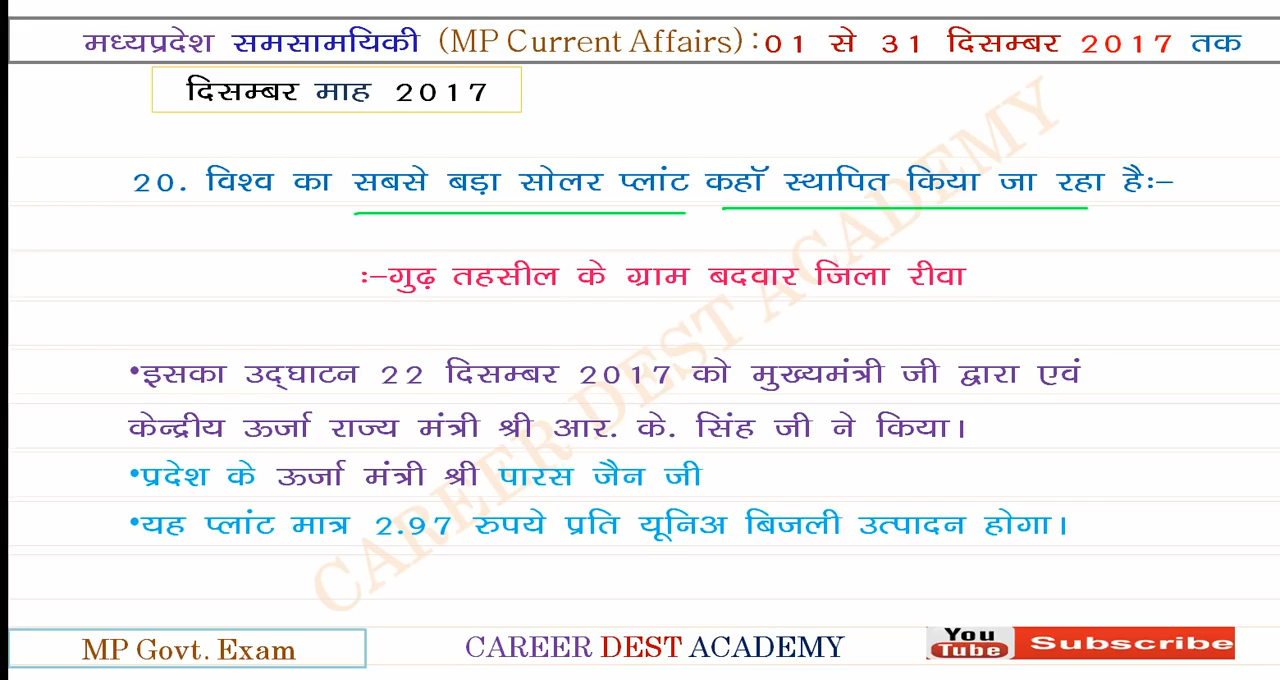 मध्यप्रदेश समसामयिकी (MP Current Affairs) : 01 से 31 दिसम्बर 2017 तक
दिसम्बर माह 2017
20. विश्व का सबसे बड़ा सोलर प्लांट कहॉ स्थापित किया जा रहा है:–
:–गुढ़ तहसील के ग्राम बदवार जिला रीवा
•इसका उद्घाटन 22 दिसम्बर 2017 को मुख्यमंत्री जी द्वारा एवं
केन्द्रीय ऊर्जा राज्य मंत्री श्री आर. के. सिंह जी ने किया।
•प्रदेश के ऊर्जा मंत्री श्री पारस जैन जी
•यह प्लांट मात्र 2.97 रुपये प्रति यूनिअ बिजली उत्पादन होगा।
CAREER DEST ACADEMY
MP Govt. Exam
CAREER DEST ACADEMY
You Tube Subscribe